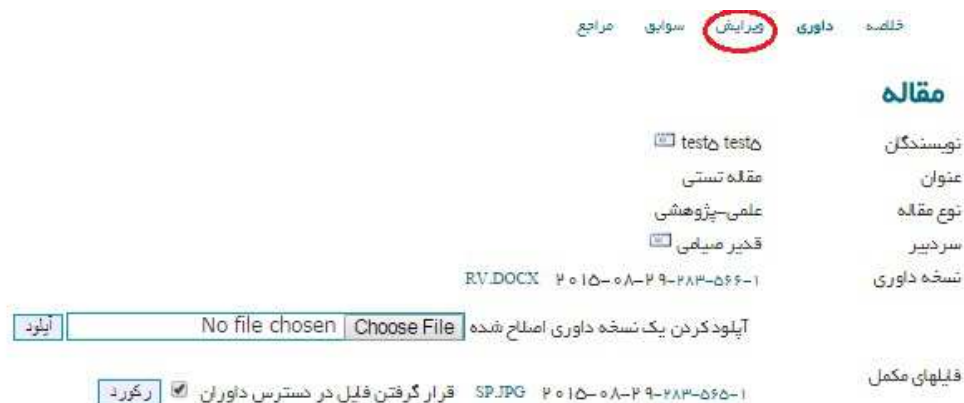 خلاصه داوری ویرایش سوابق مراجع
مقاله
نویسندگان test۵ test۵
عنوان مقاله تستی
نوع مقاله علمی-پژوهشی
سردبیر قدیر صیامی
نسخه داوری ۱-۵۶۶-۲۸۳-RV.DOCX ۲۰۱۵-۰۸-۲۹
آپلود کردن یک نسخه داوری اصلاح شده Choose File No file chosen آپلود
فایلهای مکمل ۱-۵۶۵-۲۸۳-SP.JPG ۲۰۱۵-۰۸-۲۹ قرار گرفتن فایل در دسترس داوران رکورد